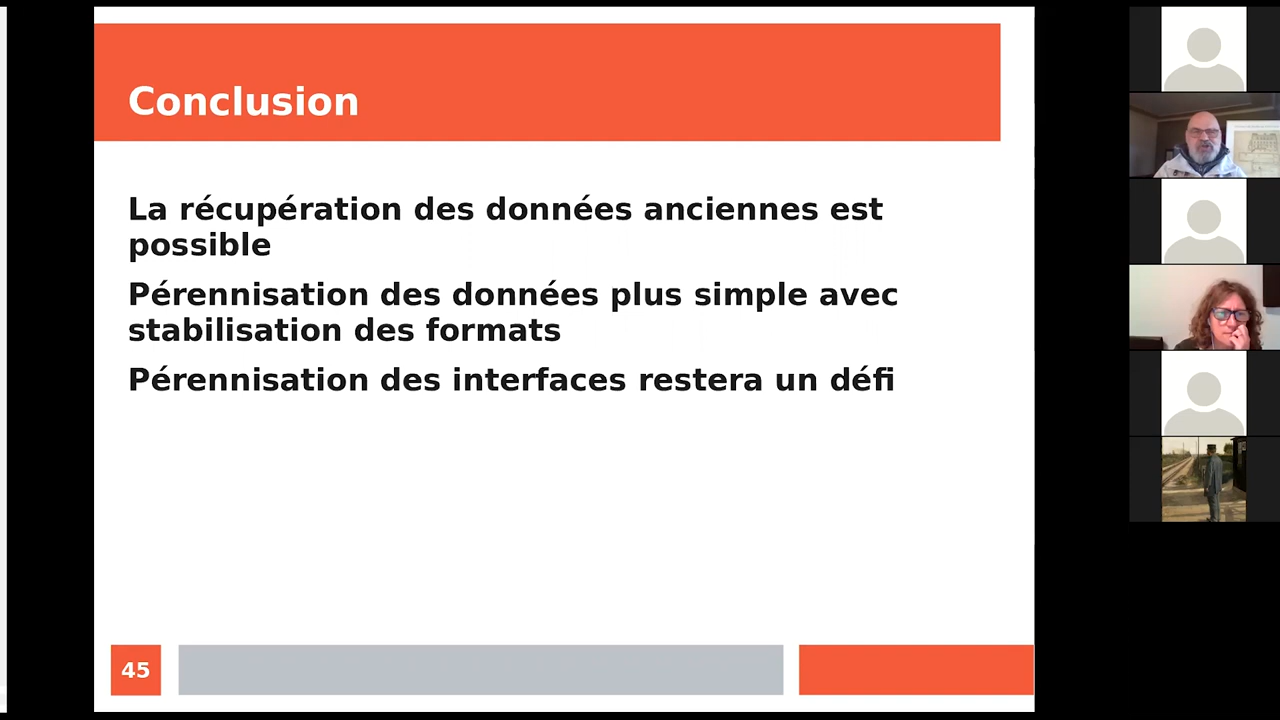 Conclusion
La récupération des données anciennes est
possible
Pérennisation des données plus simple avec
stabilisation des formats
Pérennisation des interfaces restera un défi
45